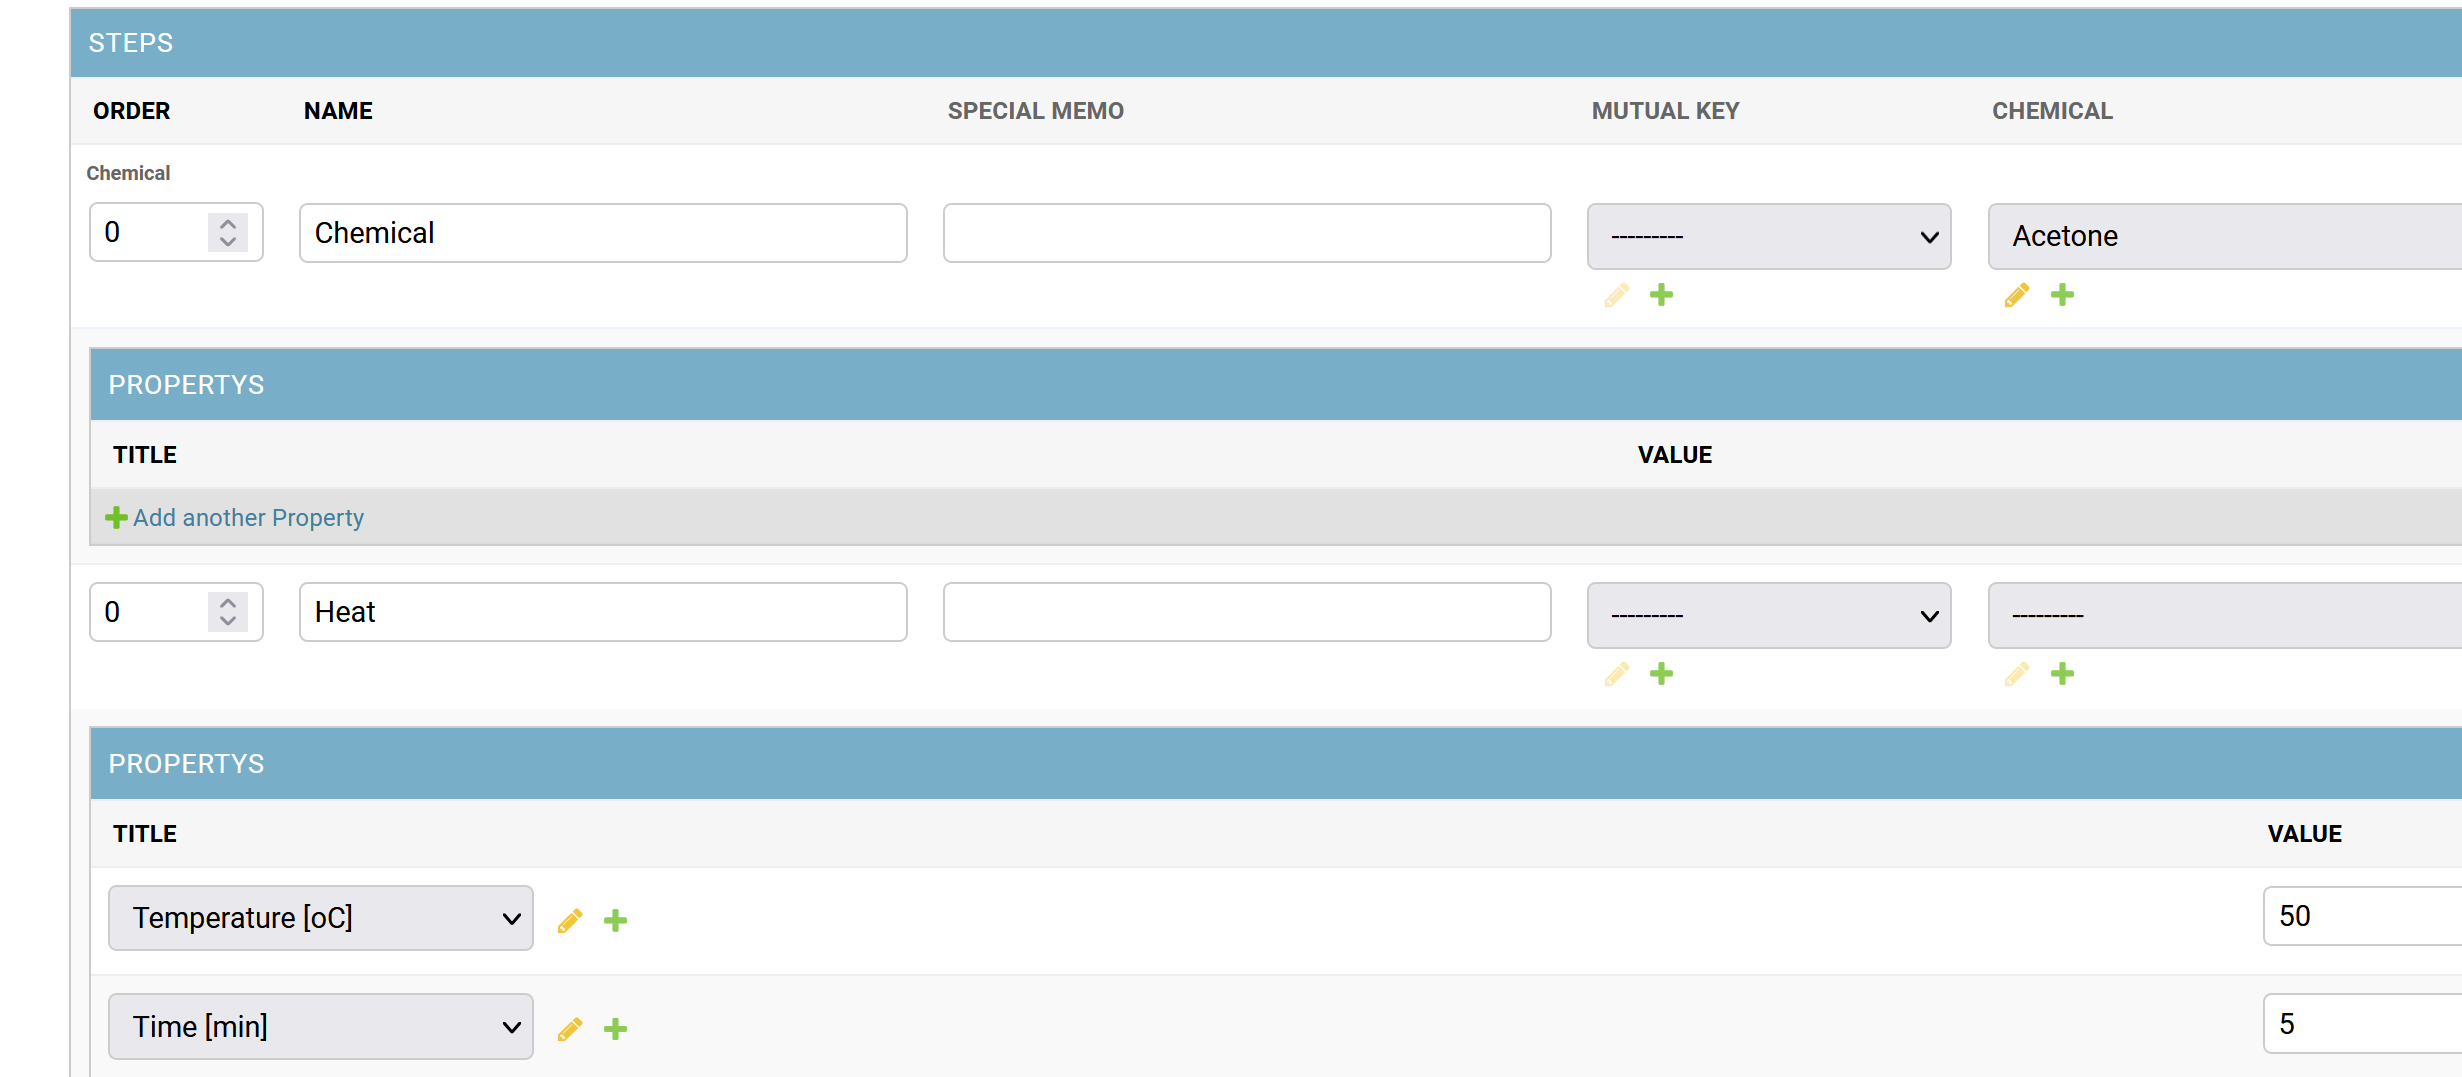 STEPS
ORDER NAME SPECIAL MEMO MUTUAL KEY CHEMICAL
Chemical
0 Chemical --------- Acetone
PROPERTYS
TITLE VALUE
Add another Property
0 Heat --------- ---------
PROPERTYS
TITLE VALUE
Temperature [oC] 50
Time [min] 5